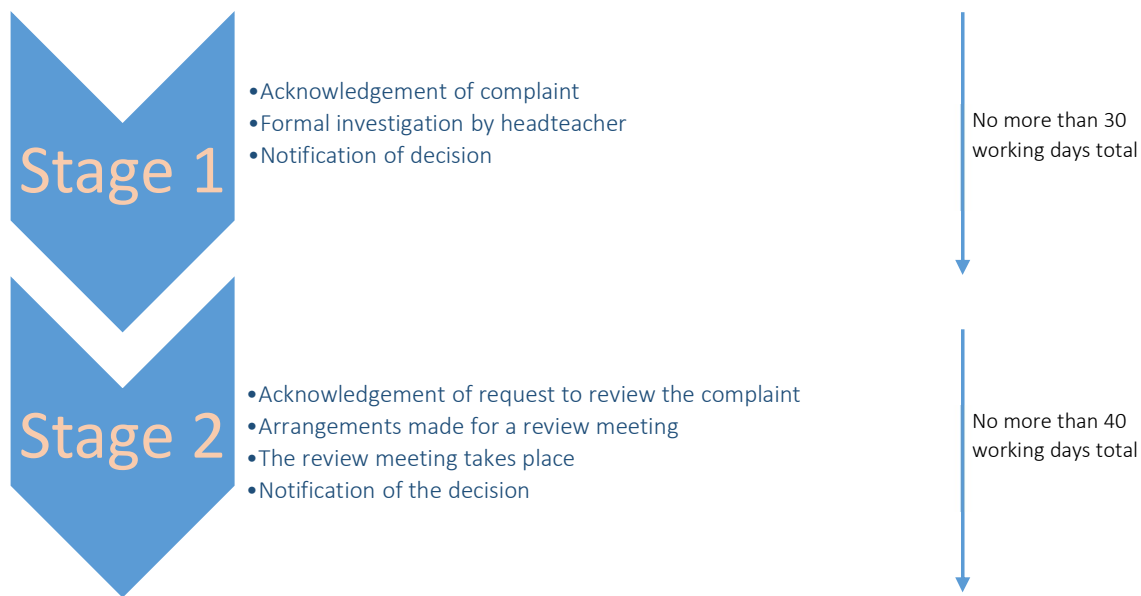 Stage 1
•Acknowledgement of complaint
•Formal investigation by headteacher
•Notification of decision
No more than 30
working days total
Stage 2
•Acknowledgement of request to review the complaint
•Arrangements made for a review meeting
•The review meeting takes place
•Notification of the decision
No more than 40
working days total